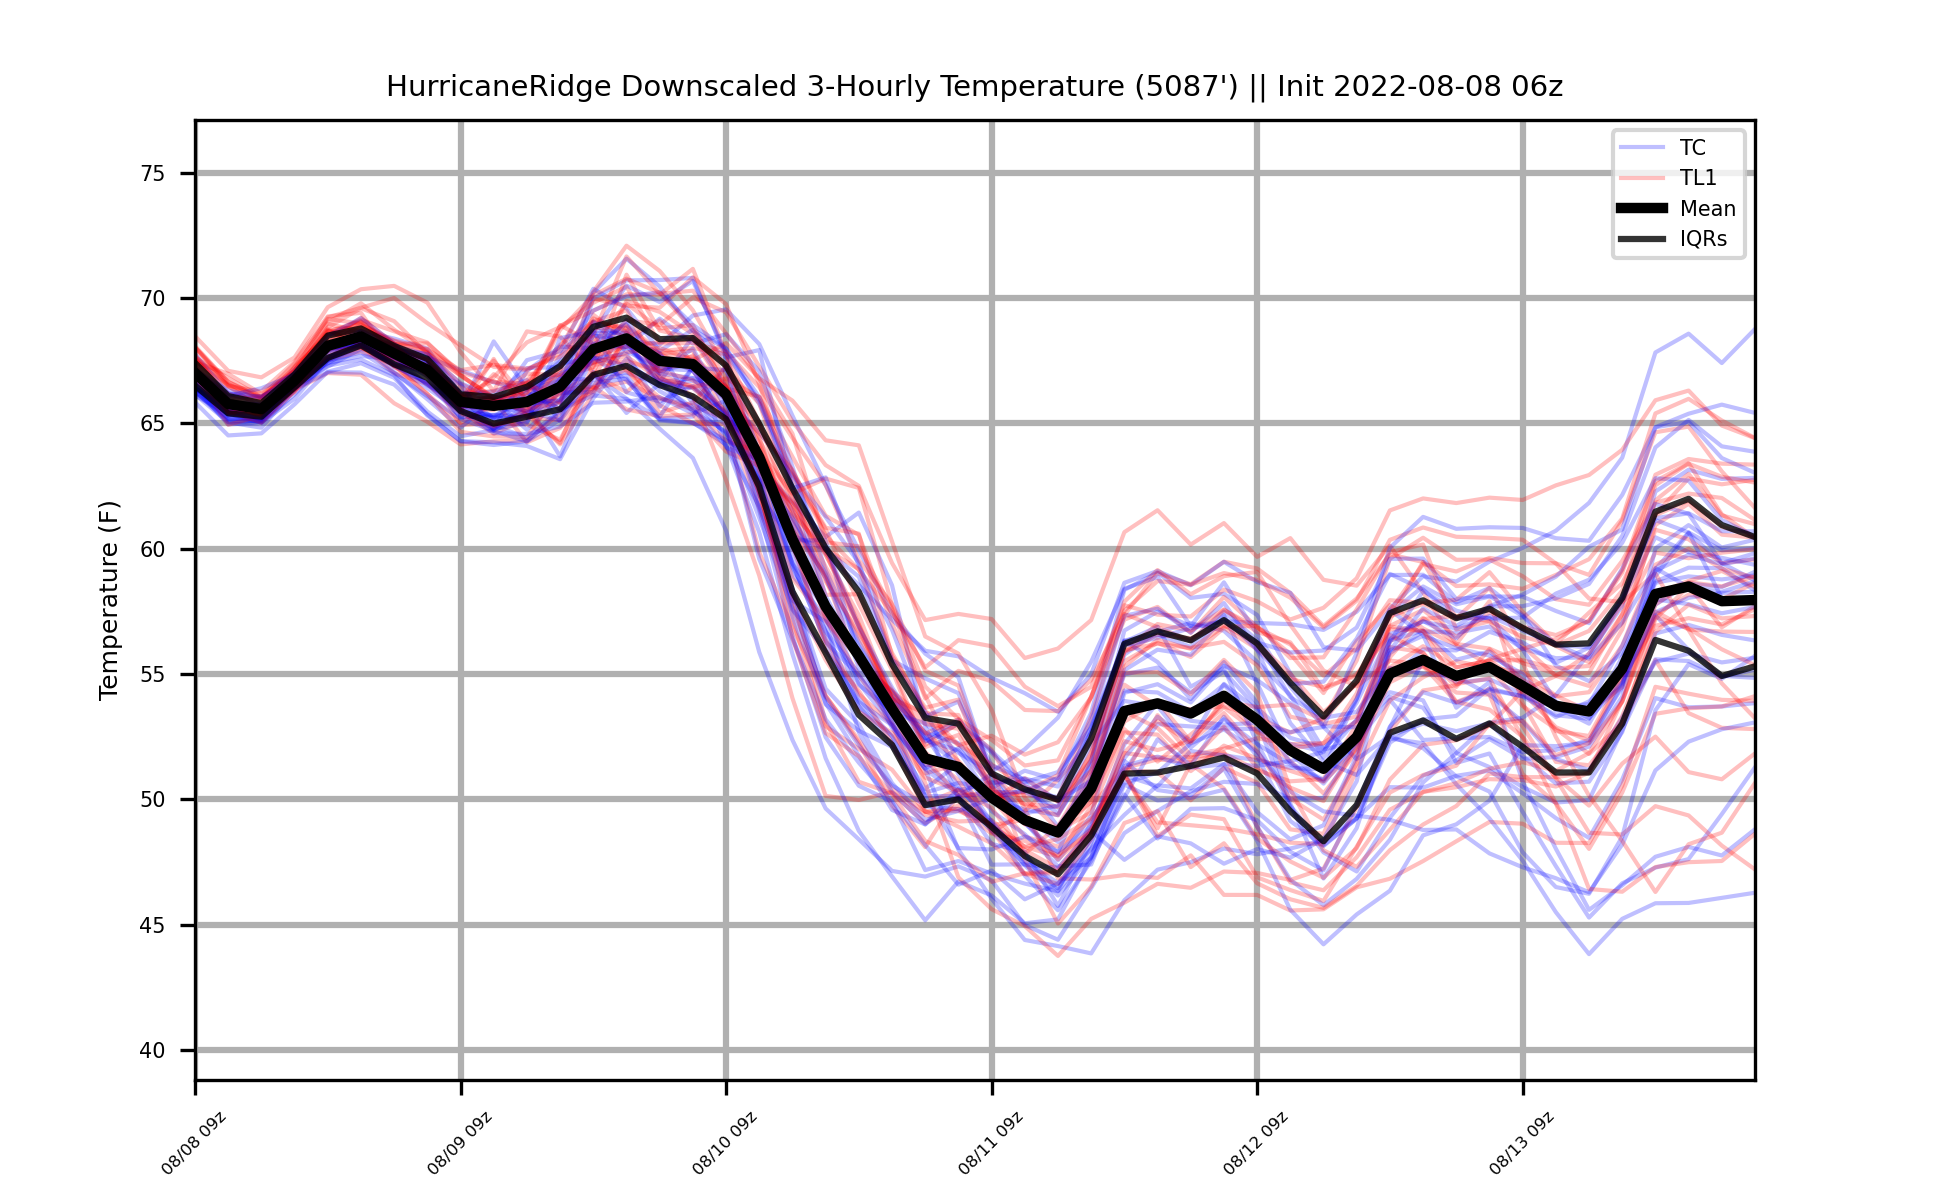 HurricaneRidge Downscaled 3-Hourly Temperature (5087') || Init 2022-08-08 06z
TC
TL1
Mean
IQRs
Temperature (F)
75
70
65
60
55
50
45
40
08/08 09z
08/09 09z
08/10 09z
08/11 09z
08/12 09z
08/13 09z